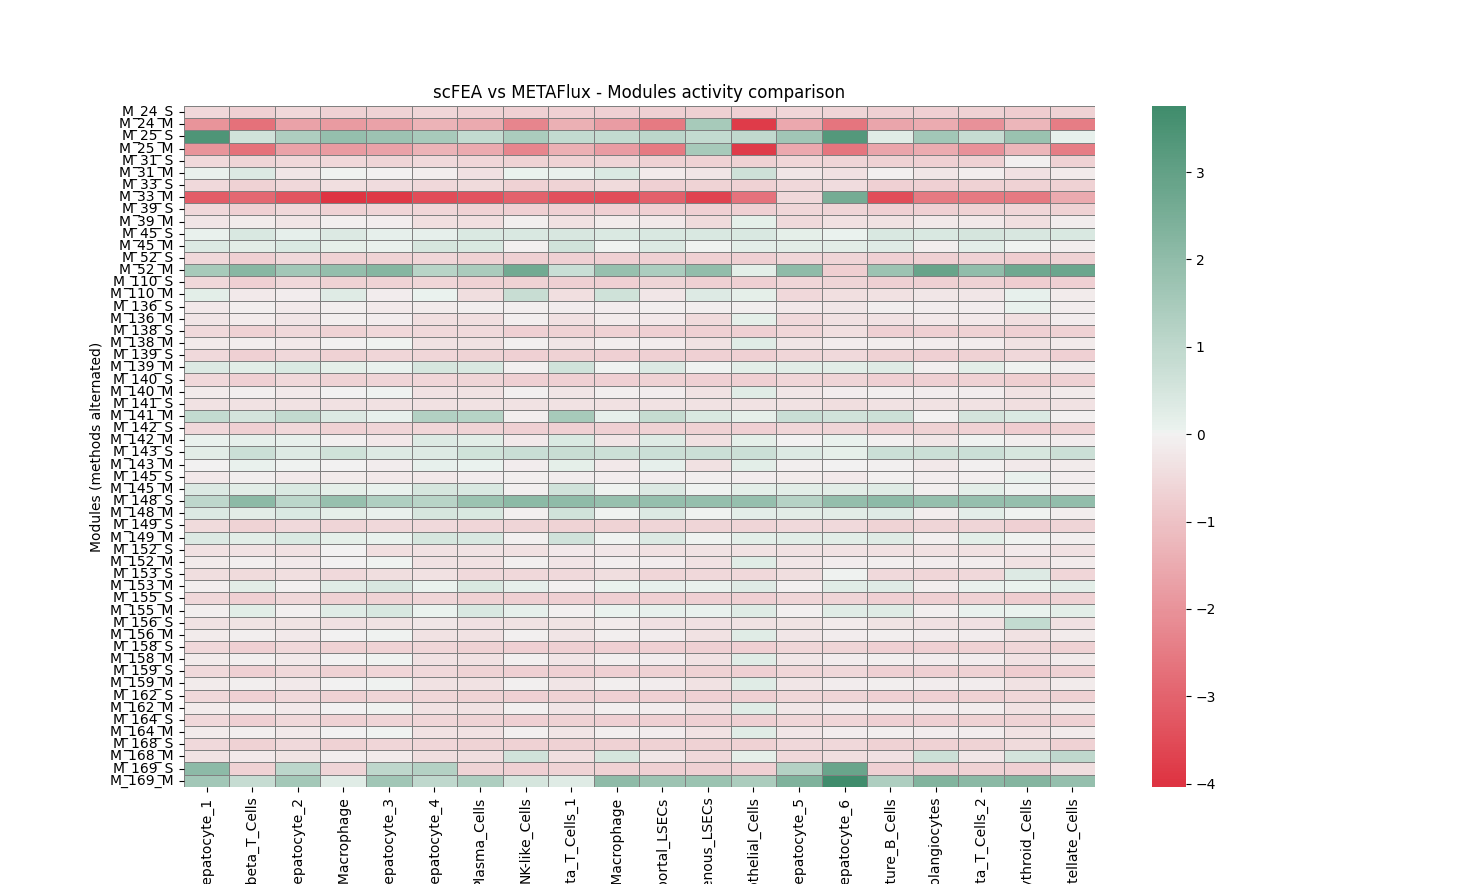 scFEA vs METAFlux - Modules activity comparison
Modules (methods alternated)
M_24_S
M_24_M
M_25_S
M_25_M
M_31_S
M_31_M
M_33_S
M_33_M
M_39_S
M_39_M
M_45_S
M_45_M
M_52_S
M_52_M
M_110_S
M_110_M
M_136_S
M_136_M
M_138_S
M_138_M
M_139_S
M_139_M
M_140_S
M_140_M
M_141_S
M_141_M
M_142_S
M_142_M
M_143_S
M_143_M
M_145_S
M_145_M
M_148_S
M_148_M
M_149_S
M_149_M
M_152_S
M_152_M
M_153_S
M_153_M
M_155_S
M_155_M
M_156_S
M_156_M
M_158_S
M_158_M
M_159_S
M_159_M
M_162_S
M_162_M
M_164_S
M_164_M
M_168_S
M_168_M
M_169_S
M_169_M
epatocyte_1
beta_T_Cells
epatocyte_2
Macrophage
epatocyte_3
epatocyte_4
Plasma_Cells
NK-like_Cells
ta_T_Cells_1
Macrophage
portal_LSECs
enous_LSECs
thelial_Cells
epatocyte_5
epatocyte_6
ture_B_Cells
olangiocytes
ta_T_Cells_2
ythroid_Cells
tellate_Cells
3
2
1
0
−1
−2
−3
−4